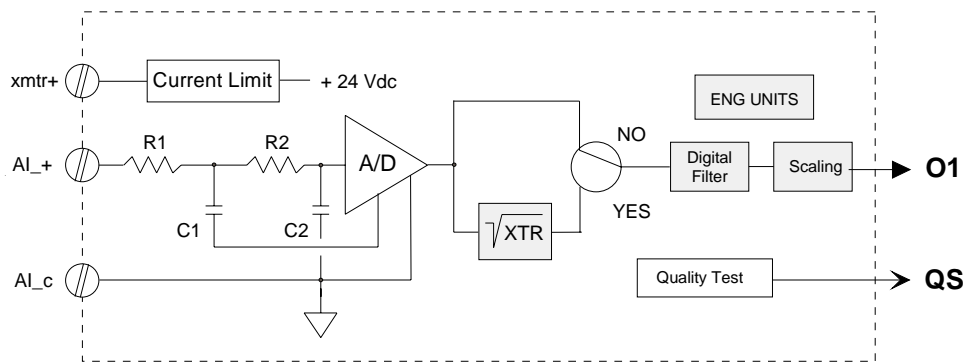 xmtr+
Current Limit
+ 24 Vdc
ENG UNITS
R1
R2
AI_+
A/D
NO
Digital
Filter
Scaling
O1
YES
C1
C2
√XTR
AI_c
Quality Test
QS